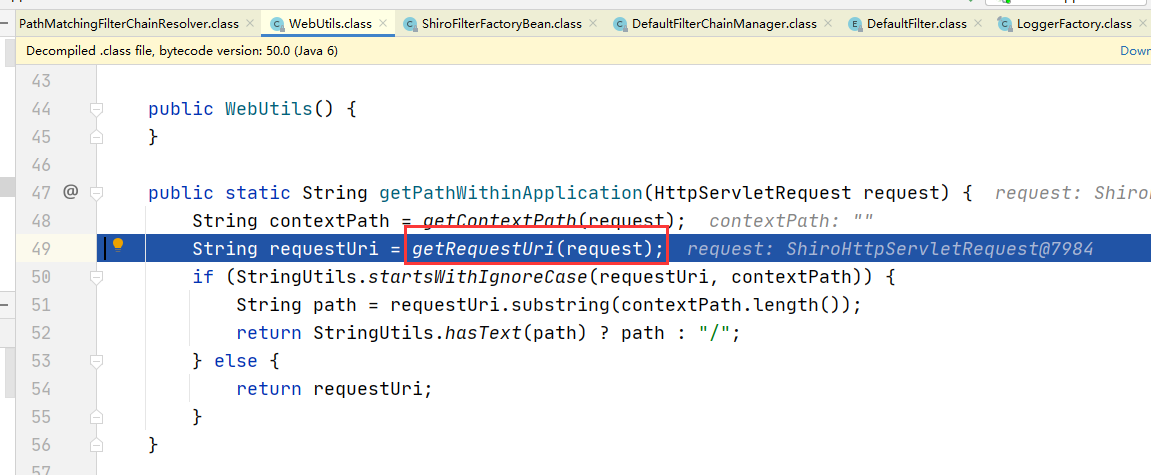 PathMatchingFilterChainResolver.class WebUtils.class ShiroFilterFactoryBean.class DefaultFilterChainManager.class DefaultFilter.class LoggerFactory.class
Decompiled .class file, bytecode version: 50.0 (Java 6) Down
43
44 public WebUtils() {
45 }
46
47 @ public static String getPathWithinApplication(HttpServletRequest request) { request: Shiro
48 String contextPath = getContextPath(request); contextPath: ""
49 String requestUri = getRequestUri(request); request: ShiroHttpServletRequest@7984
50 if (StringUtils.startsWithIgnoreCase(requestUri, contextPath)) {
51 String path = requestUri.substring(contextPath.length());
52 return StringUtils.hasText(path) ? path : "/";
53 } else {
54 return requestUri;
55 }
56 }
57